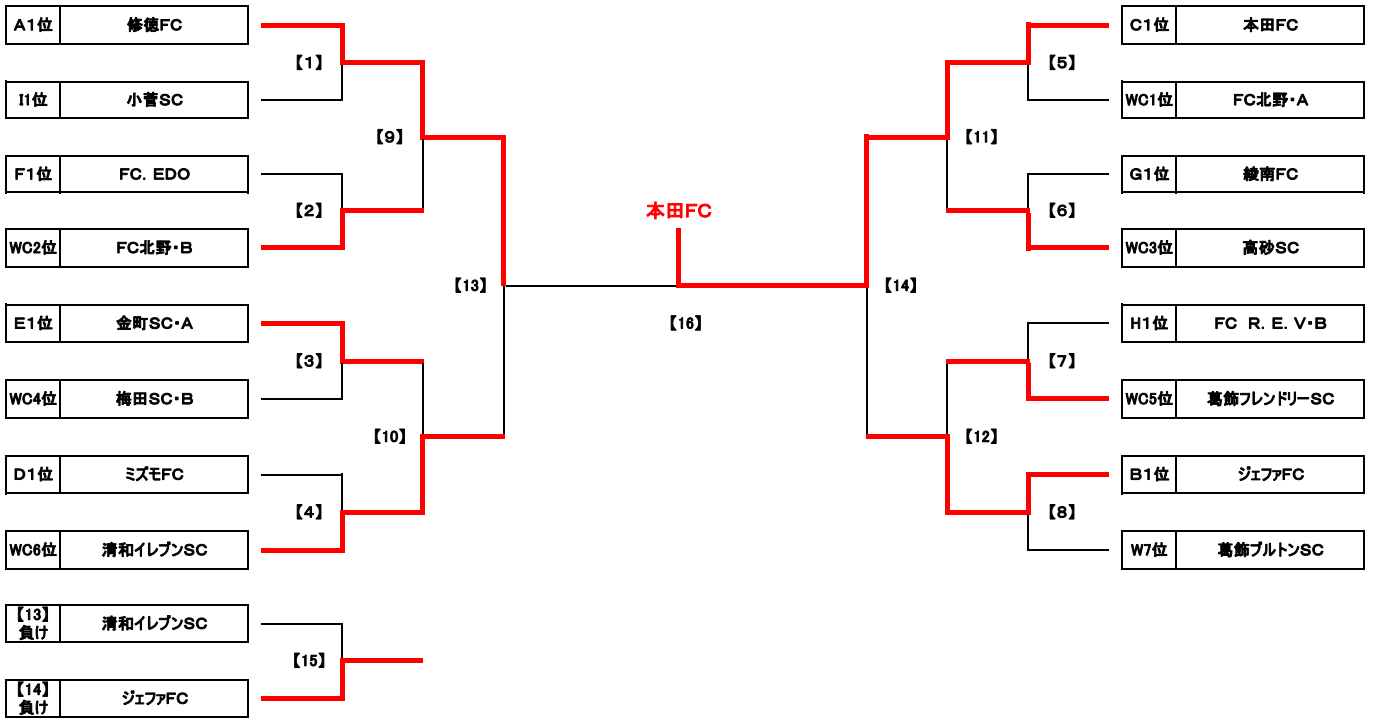 A1位 修徳FC
【1】
I1位 小菅SC
【9】
F1位 FC．EDO
【2】
WC2位 FC北野・B
【13】
E1位 金町SC・A
【3】
WC4位 梅田SC・B
【10】
D1位 ミズモFC
【4】
WC6位 清和イレブンSC
【13】
負け
清和イレブンSC
【15】
【14】
負け
ジェファFC
本田FC
【16】
C1位 本田FC
【5】
WC1位 FC北野・A
【11】
G1位 綾南FC
【6】
WC3位 高砂SC
【14】
H1位 FC R．E．V・B
【7】
WC5位 葛飾フレンドリーSC
【12】
B1位 ジェファFC
【8】
W7位 葛飾ブルトンSC